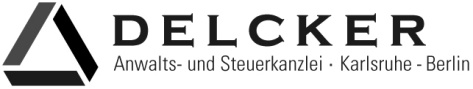 DELCKER
Anwalts- und Steuerkanzlei · Karlsruhe - Berlin